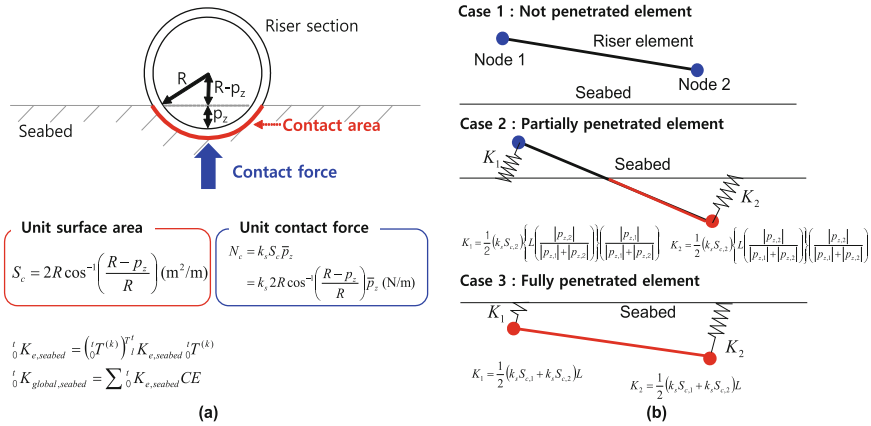 Riser section
R
R-p_z
p_z
Seabed
Contact area
Contact force
Unit surface area
S_c = 2R cos^{-1}((R − p_z)/R) (m²/m)
Unit contact force
N_c = k_s S_c p̄_z
= k_s 2R cos^{-1}((R − p_z)/R) p̄_z (N/m)
{}^t_0K_{e,seabed} = ({}^t_0T^{(k)})^T {}^t_lK_{e,seabed} {}^t_0T^{(k)}
{}^t_0K_{global,seabed} = ∑ {}^t_0K_{e,seabed}CE
(a)
Case 1 : Not penetrated element
Riser element
Node 1
Node 2
Seabed
Case 2 : Partially penetrated element
K_1
Seabed
K_2
K_1 = 1/2 (k_s S_{c,2}){L(|p_{z,2}|/(|p_{z,1}|+|p_{z,2}|))}(|p_{z,1}|/(|p_{z,1}|+|p_{z,2}|))
K_2 = 1/2 (k_s S_{c,2}){L(|p_{z,2}|/(|p_{z,1}|+|p_{z,2}|))}(|p_{z,2}|/(|p_{z,1}|+|p_{z,2}|))
Case 3 : Fully penetrated element
K_1
Seabed
K_2
K_1 = 1/2 (k_s S_{c,1} + k_s S_{c,2})L
K_2 = 1/2 (k_s S_{c,1} + k_s S_{c,2})L
(b)